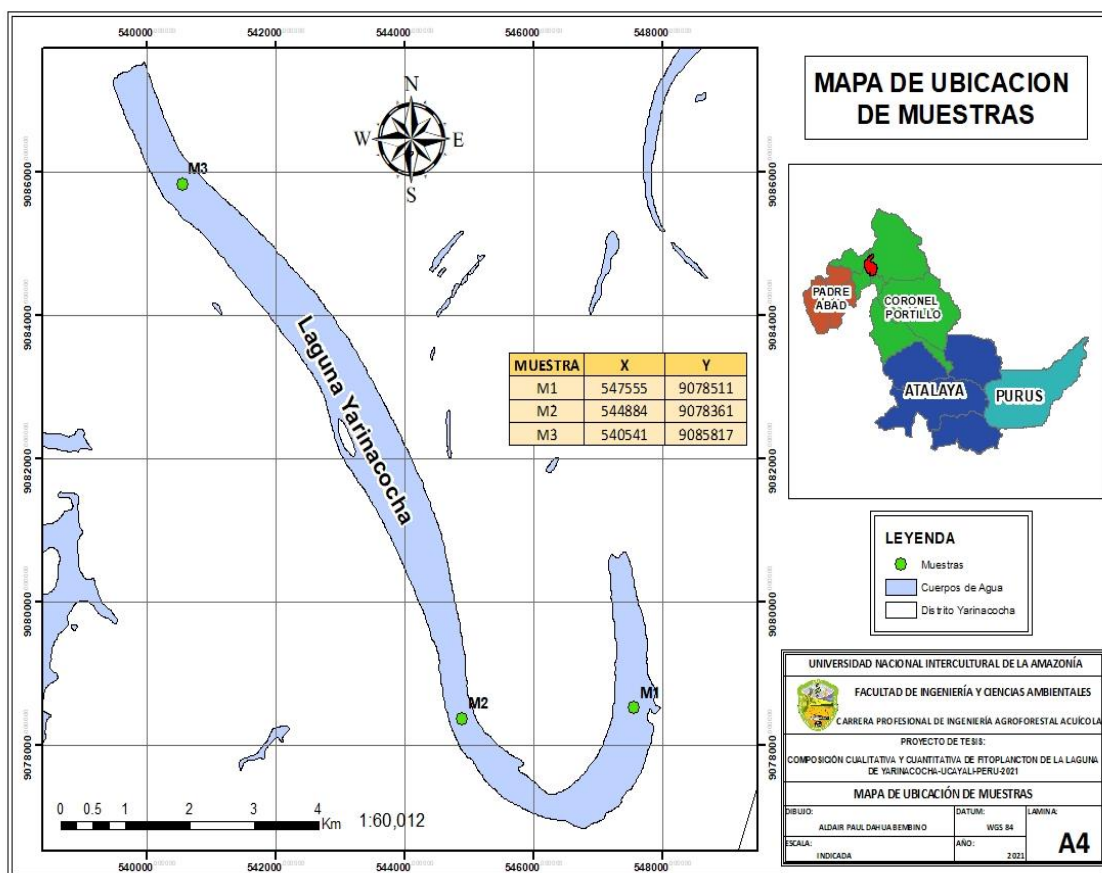 540000
542000
544000
546000
548000
9086000
9084000
9082000
9080000
9078000
9086000
9084000
9082000
9080000
9078000
N
W E
S
M3
Laguna Yarinacocha
M2
M1
MUESTRA X Y
M1 547555 9078511
M2 544884 9078361
M3 540541 9085817
0 0.5 1 2 3 4
Km
1:60,012
540000
542000
544000
546000
548000
MAPA DE UBICACION
DE MUESTRAS
PADRE
ABAD
CORONEL
PORTILLO
ATALAYA
PURUS
LEYENDA
Muestras
Cuerpos de Agua
Distrito Yarinacocha
UNIVERSIDAD NACIONAL INTERCULTURAL DE LA AMAZONÍA
FACULTAD DE INGENIERÍA Y CIENCIAS AMBIENTALES
CARRERA PROFESIONAL DE INGENIERÍA AGROFORESTAL ACUÍCOLA
PROYECTO DE TESIS:
COMPOSICIÓN CUALITATIVA Y CUANTITATIVA DE FITOPLANCTON DE LA LAGUNA
DE YARINACOCHA-UCAYALI-PERU-2021
MAPA DE UBICACIÓN DE MUESTRAS
DIBUJO:
ALDAIR PAUL DAHUA BEMBINO
DATUM:
WGS 84
LAMINA:
A4
ESCALA:
INDICADA
AÑO:
2021